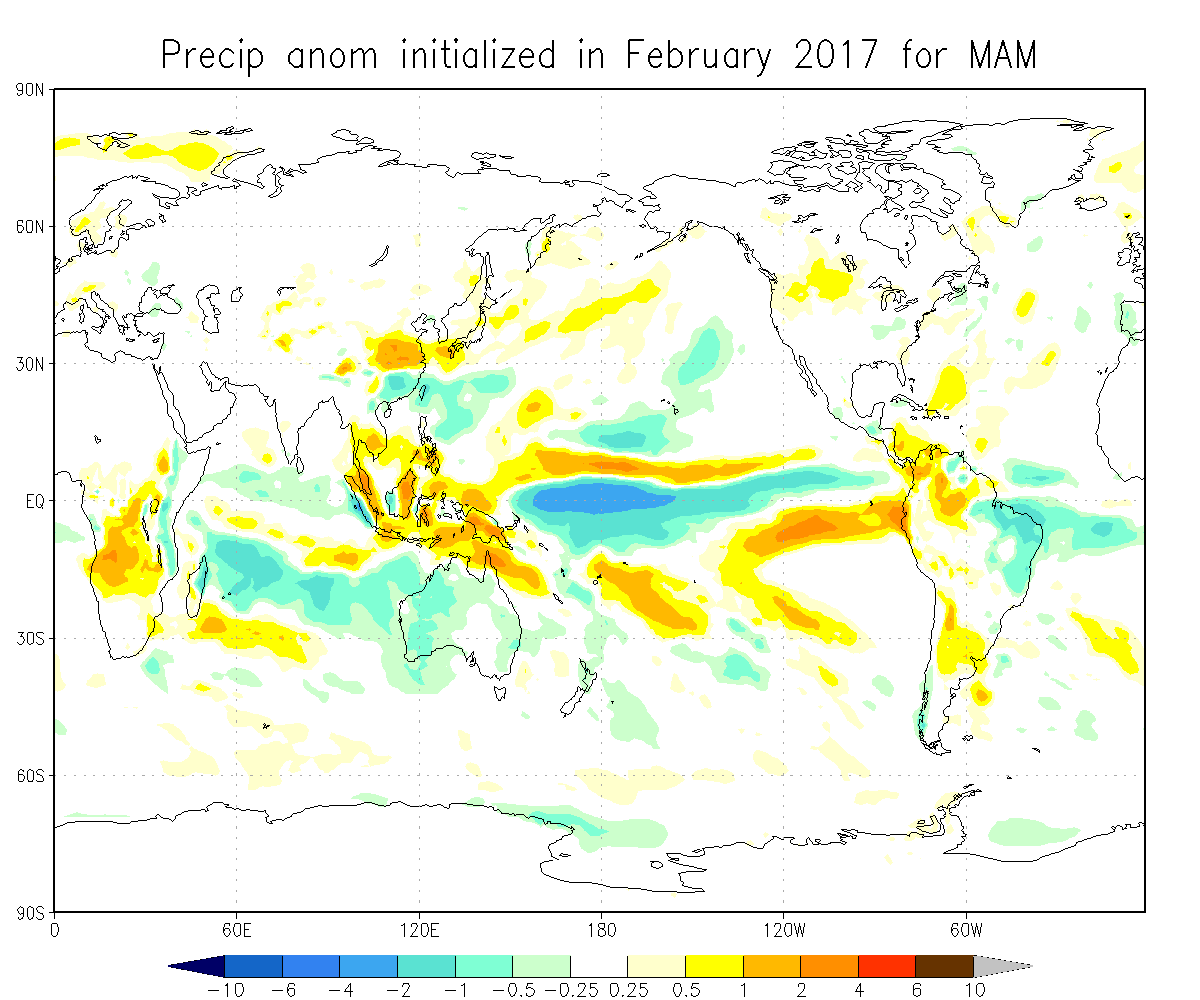 Precip anom initialized in February 2017 for MAM
90N
60N
30N
EQ
30S
60S
90S
0 60E 120E 180 120W 60W
−10 −6 −4 −2 −1 −0.5 −0.25 0.25 0.5 1 2 4 6 10